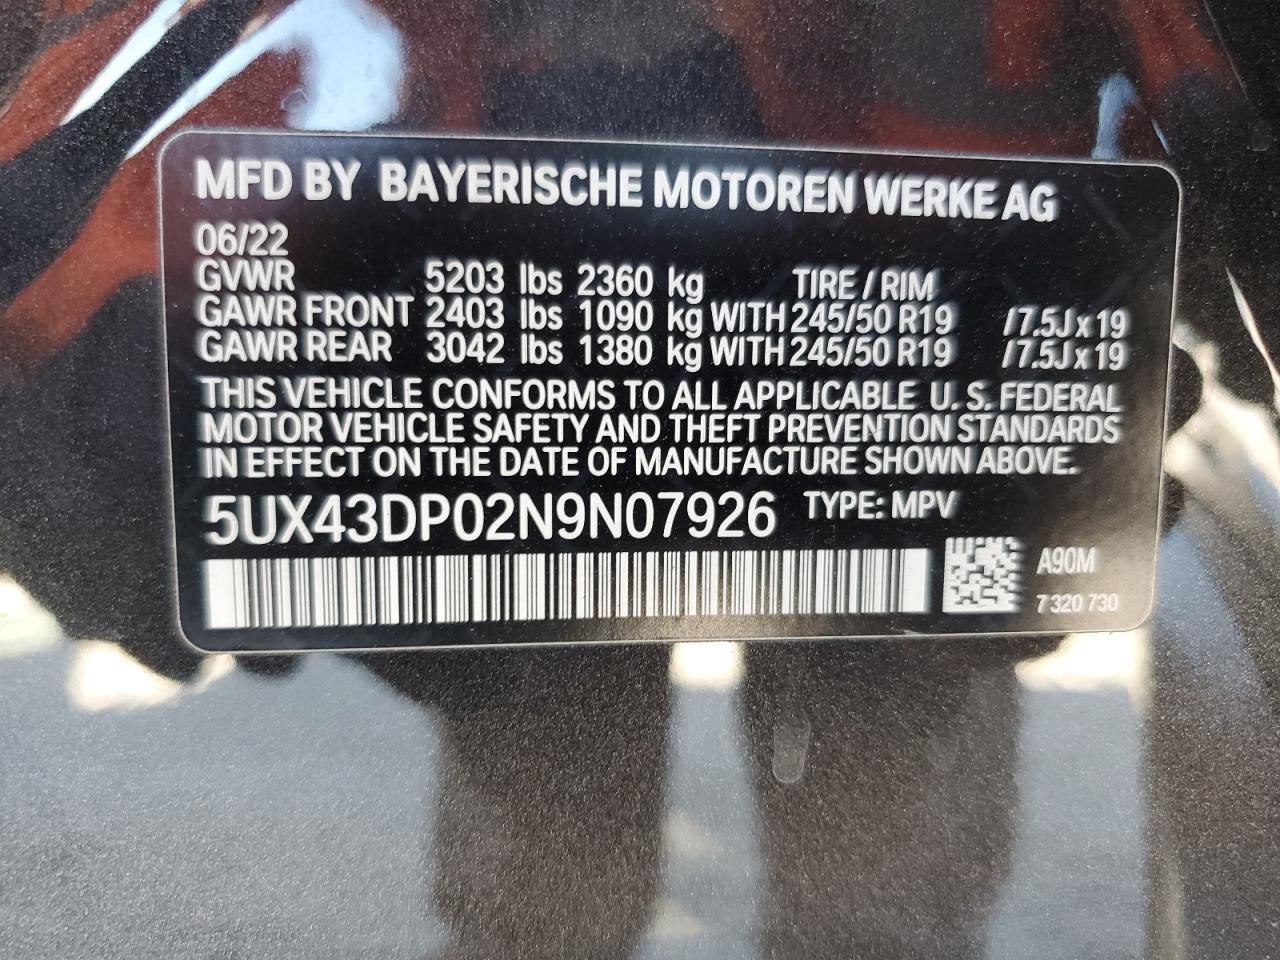 MFD BY BAYERISCHE MOTOREN WERKE AG
06/22
GVWR 5203 lbs 2360 kg TIRE / RIM
GAWR FRONT 2403 lbs 1090 kg WITH 245/50 R19 /7.5J x 19
GAWR REAR 3042 lbs 1380 kg WITH 245/50 R19 /7.5J x 19
THIS VEHICLE CONFORMS TO ALL APPLICABLE U. S. FEDERAL
MOTOR VEHICLE SAFETY AND THEFT PREVENTION STANDARDS
IN EFFECT ON THE DATE OF MANUFACTURE SHOWN ABOVE.
5UX43DP02N9N07926 TYPE: MPV
A90M
7 320 730